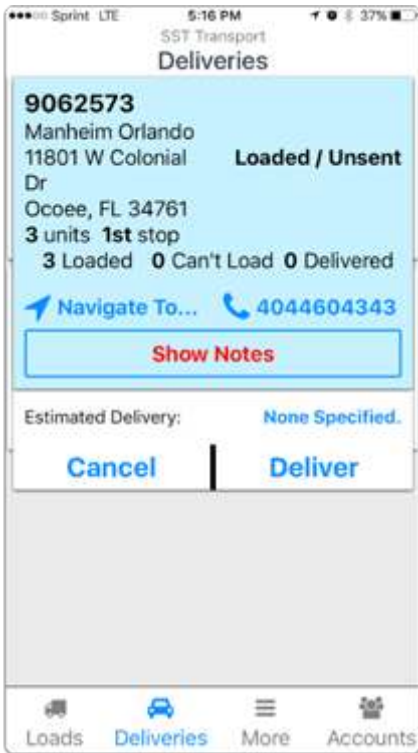 Sprint LTE 5:16 PM 37%
SST Transport
Deliveries
9062573
Manheim Orlando
11801 W Colonial Loaded / Unsent
Dr
Ocoee, FL 34761
3 units 1st stop
3 Loaded 0 Can't Load 0 Delivered
Navigate To... 4044604343
Show Notes
Estimated Delivery: None Specified.
Cancel Deliver
Loads Deliveries More Accounts